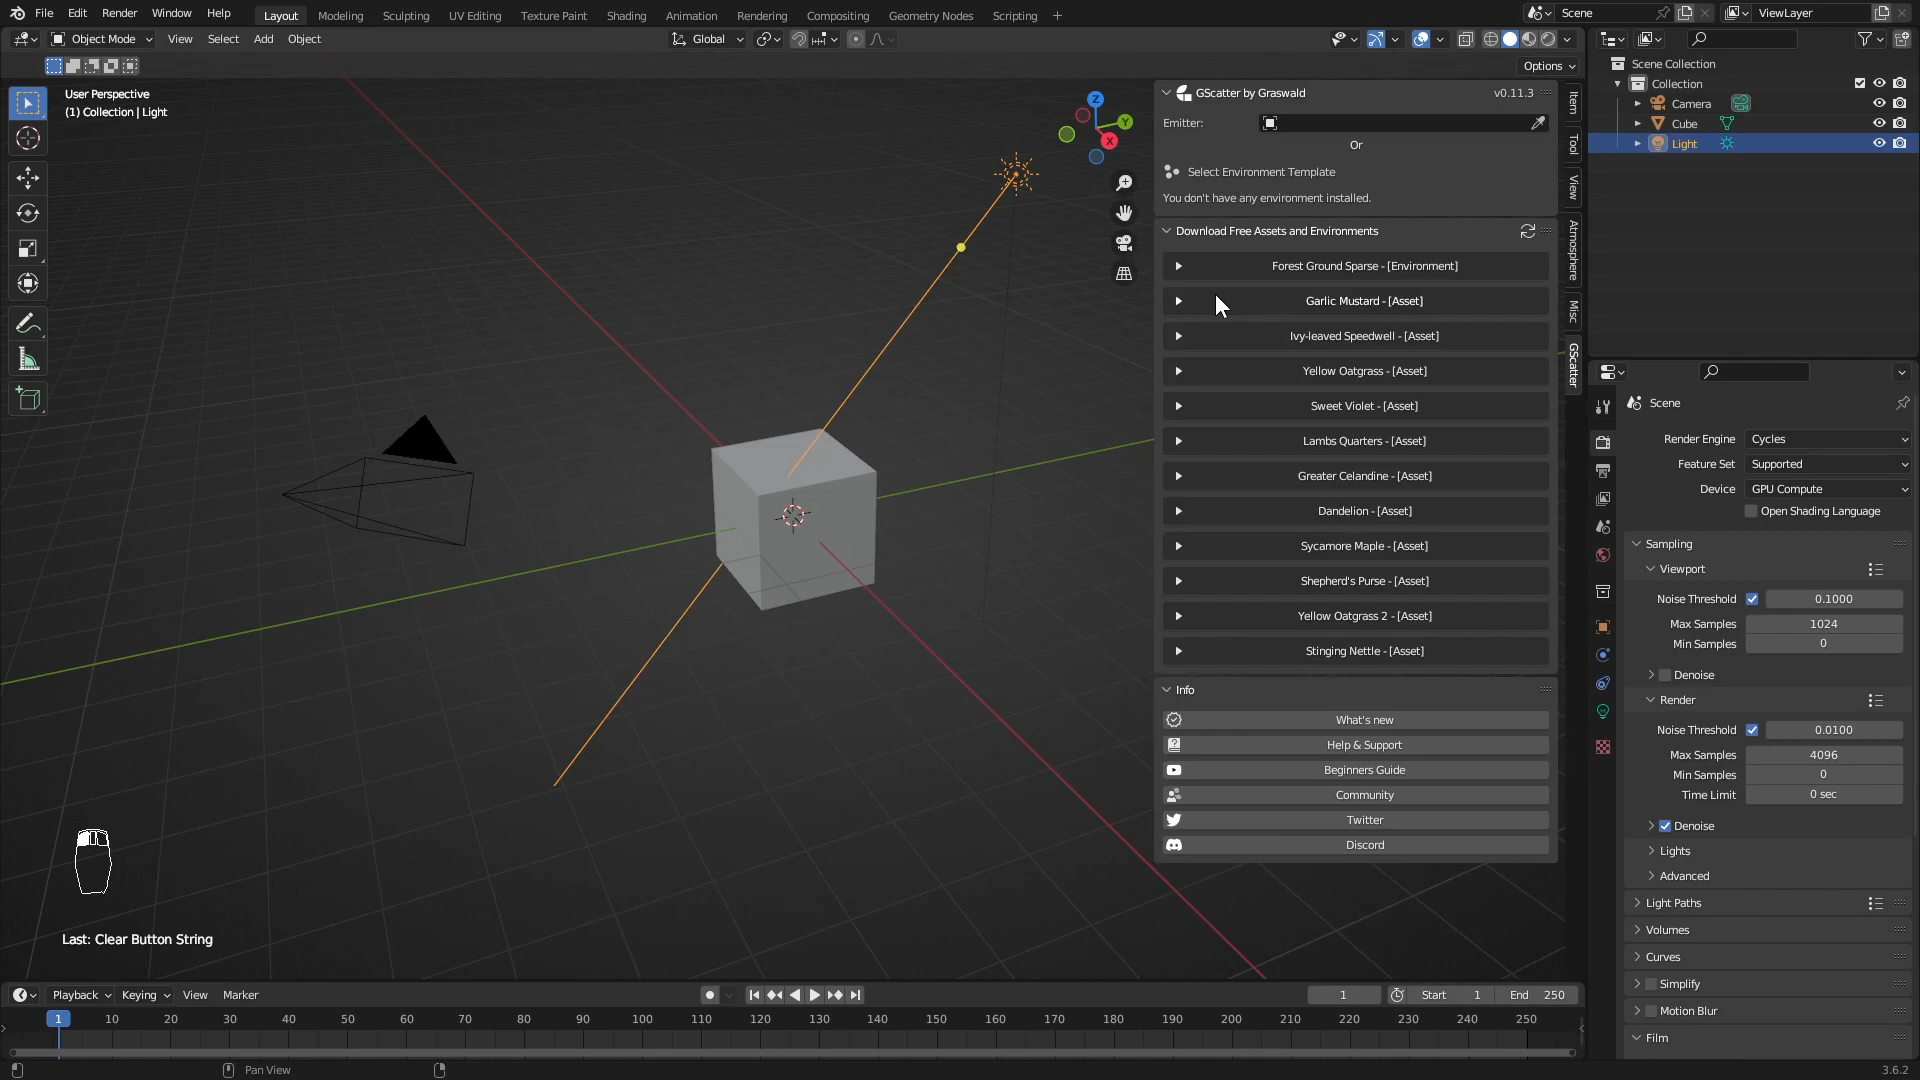 File Edit Render Window Help Layout Modeling Sculpting UV Editing Texture Paint Shading Animation Rendering Compositing Geometry Nodes Scripting + Scene ViewLayer
Object Mode View Select Add Object Global
Options
User Perspective
(1) Collection | Light
GScatter by Graswald v0.11.3
Emitter:
Or
Select Environment Template
You don't have any environment installed.
Download Free Assets and Environments
Forest Ground Sparse - [Environment]
Garlic Mustard - [Asset]
Ivy-leaved Speedwell - [Asset]
Yellow Oatgrass - [Asset]
Sweet Violet - [Asset]
Lambs Quarters - [Asset]
Greater Celandine - [Asset]
Dandelion - [Asset]
Sycamore Maple - [Asset]
Shepherd's Purse - [Asset]
Yellow Oatgrass 2 - [Asset]
Stinging Nettle - [Asset]
Info
What's new
Help & Support
Beginners Guide
Community
Twitter
Discord
Item
Tool
View
Atmosphere
Misc
GScatter
Z
Y
X
Scene Collection
Collection
Camera
Cube
Light
Scene
Render Engine Cycles
Feature Set Supported
Device GPU Compute
Open Shading Language
Sampling
Viewport
Noise Threshold 0.1000
Max Samples 1024
Min Samples 0
Denoise
Render
Noise Threshold 0.0100
Max Samples 4096
Min Samples 0
Time Limit 0 sec
Denoise
Lights
Advanced
Light Paths
Volumes
Curves
Simplify
Motion Blur
Film
Last: Clear Button String
Playback Keying View Marker 1 Start 1 End 250
1 10 20 30 40 50 60 70 80 90 100 110 120 130 140 150 160 170 180 190 200 210 220 230 240 250
Pan View 3.6.2